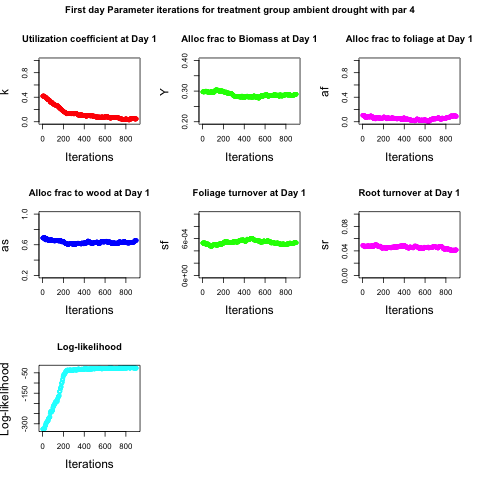 First day Parameter iterations for treatment group ambient drought with par 4
Utilization coefficient at Day 1
k
0.0 0.4 0.8
0 200 400 600 800
Iterations
Alloc frac to Biomass at Day 1
Y
0.20 0.30 0.40
0 200 400 600 800
Iterations
Alloc frac to foliage at Day 1
af
0.0 0.4 0.8
0 200 400 600 800
Iterations
Alloc frac to wood at Day 1
as
0.2 0.6 1.0
0 200 400 600 800
Iterations
Foliage turnover at Day 1
sf
0e+00 6e-04
0 200 400 600 800
Iterations
Root turnover at Day 1
sr
0.00 0.04 0.08
0 200 400 600 800
Iterations
Log-likelihood
Log-likelihood
-300 -150 -50
0 200 400 600 800
Iterations